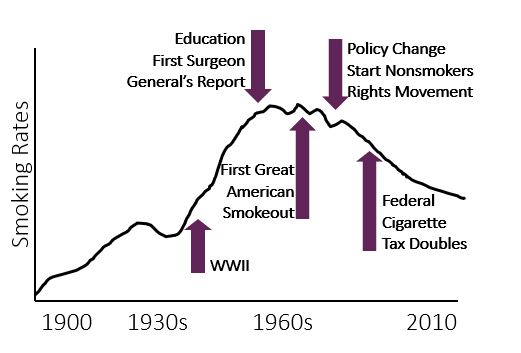 Education
First Surgeon
General's Report
Policy Change
Start Nonsmokers
Rights Movement
Smoking Rates
First Great
American
Smokeout
Federal
Cigarette
Tax Doubles
WWII
1900
1930s
1960s
2010